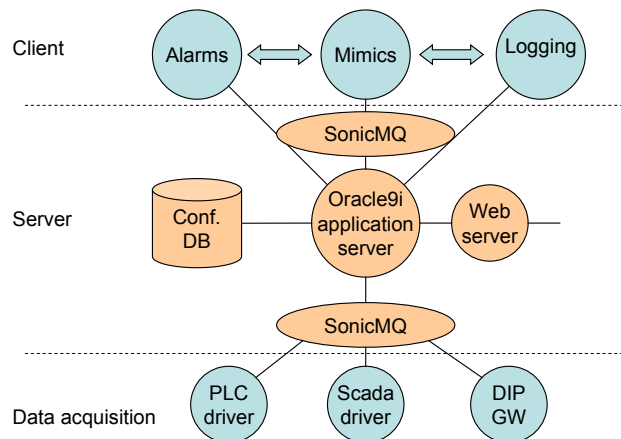 Client
Alarms
Mimics
Logging
SonicMQ
Server
Conf.
DB
Oracle9i
application
server
Web
server
SonicMQ
Data acquisition
PLC
driver
Scada
driver
DIP
GW